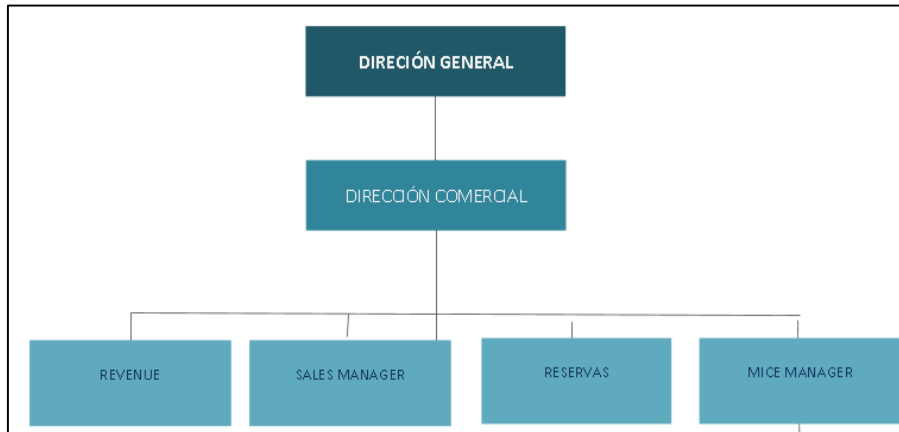 DIRECIÓN GENERAL
DIRECCIÓN COMERCIAL
REVENUE
SALES MANAGER
RESERVAS
MICE MANAGER